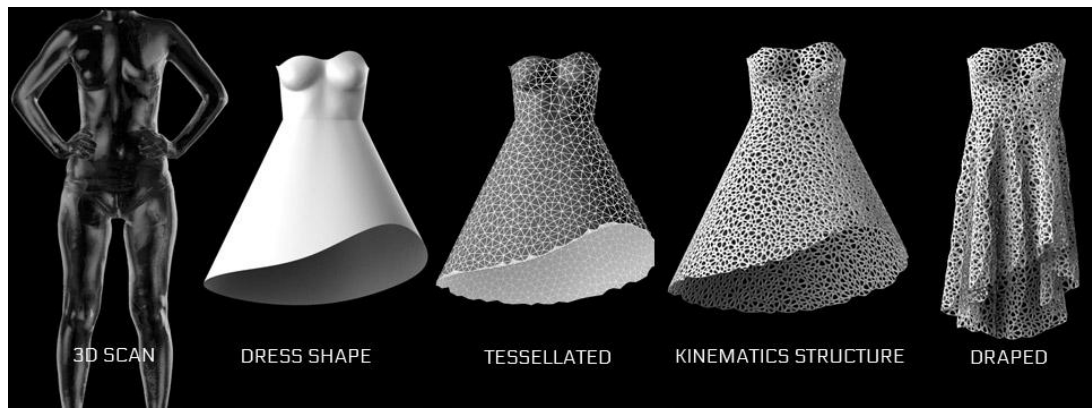 3D SCAN
DRESS SHAPE
TESSELLATED
KINEMATICS STRUCTURE
DRAPED